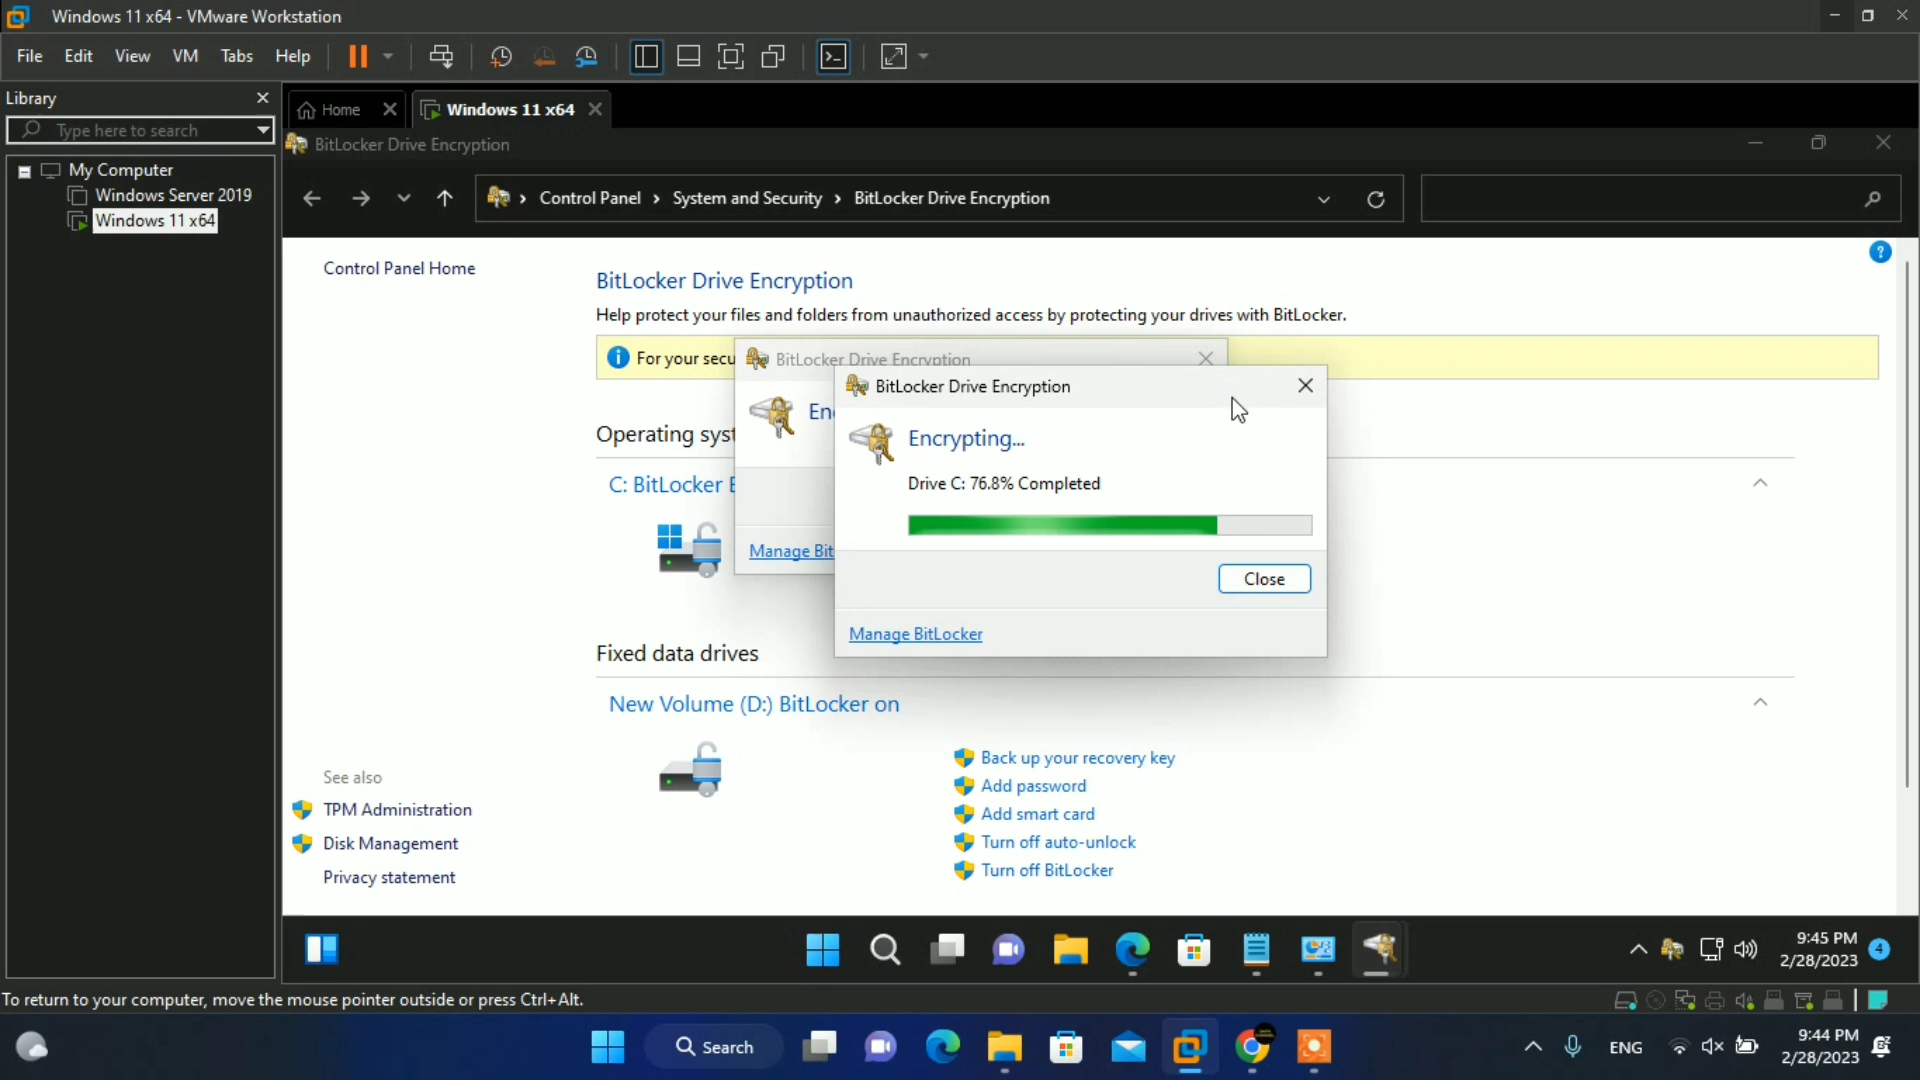 Windows 11 x64 - VMware Workstation
File Edit View VM Tabs Help
Library
Type here to search
Home
Windows 11 x64
BitLocker Drive Encryption
My Computer
Windows Server 2019
Windows 11 x64
Control Panel › System and Security › BitLocker Drive Encryption
Control Panel Home
BitLocker Drive Encryption
Help protect your files and folders from unauthorized access by protecting your drives with BitLocker.
For your secu
BitLocker Drive Encryption
BitLocker Drive Encryption
Encrypting...
Drive C: 76.8% Completed
Close
Manage BitLocker
Manage Bit
Operating syst
C: BitLocker
Fixed data drives
New Volume (D:) BitLocker on
Back up your recovery key
Add password
Add smart card
Turn off auto-unlock
Turn off BitLocker
See also
TPM Administration
Disk Management
Privacy statement
9:45 PM
2/28/2023
4
To return to your computer, move the mouse pointer outside or press Ctrl+Alt.
Search
ENG
9:44 PM
2/28/2023